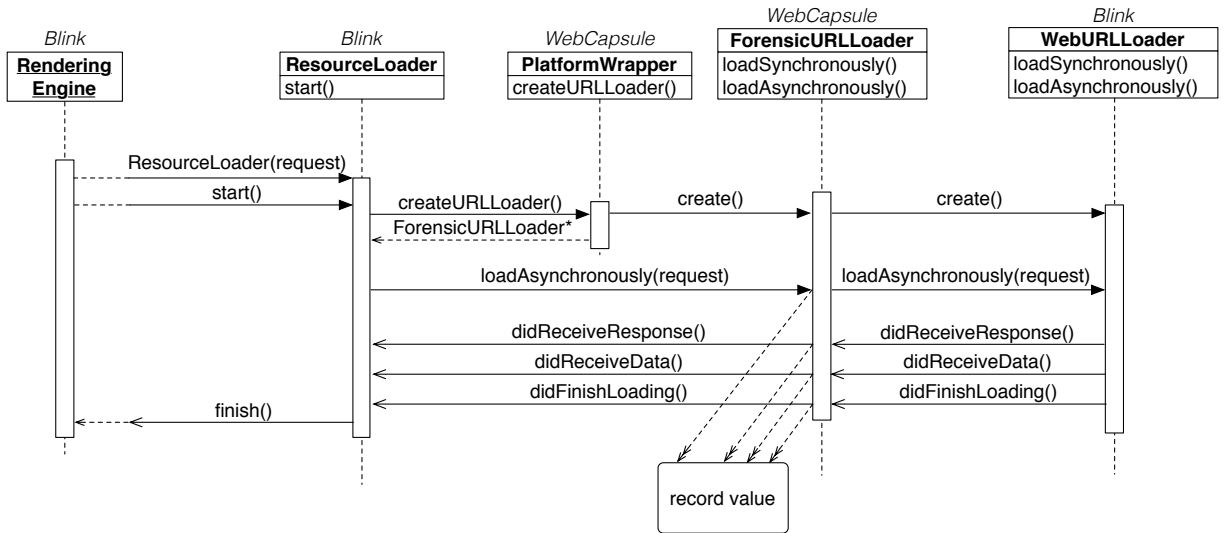 Blink
Rendering
Engine
Blink
ResourceLoader
start()
WebCapsule
PlatformWrapper
createURLLoader()
WebCapsule
ForensicURLLoader
loadSynchronously()
loadAsynchronously()
Blink
WebURLLoader
loadSynchronously()
loadAsynchronously()
ResourceLoader(request)
start()
createURLLoader()
create()
create()
ForensicURLLoader*
loadAsynchronously(request)
loadAsynchronously(request)
didReceiveResponse()
didReceiveResponse()
didReceiveData()
didReceiveData()
didFinishLoading()
didFinishLoading()
finish()
record value